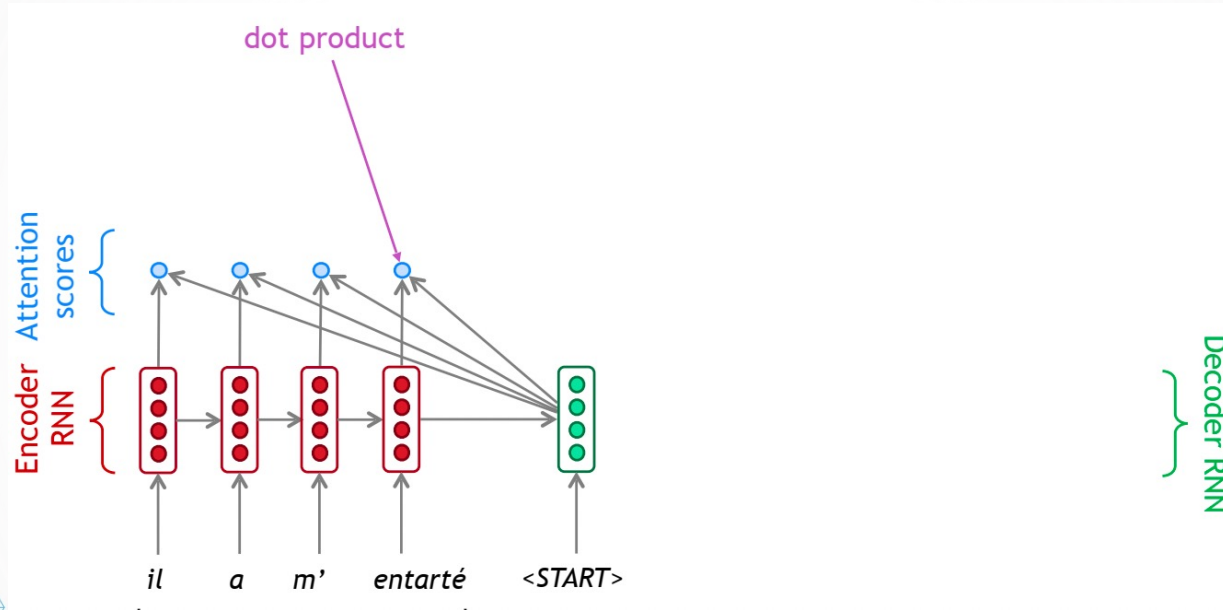 dot product
Attention
scores
Encoder
RNN
Decoder RNN
il a m’ entarté <START>